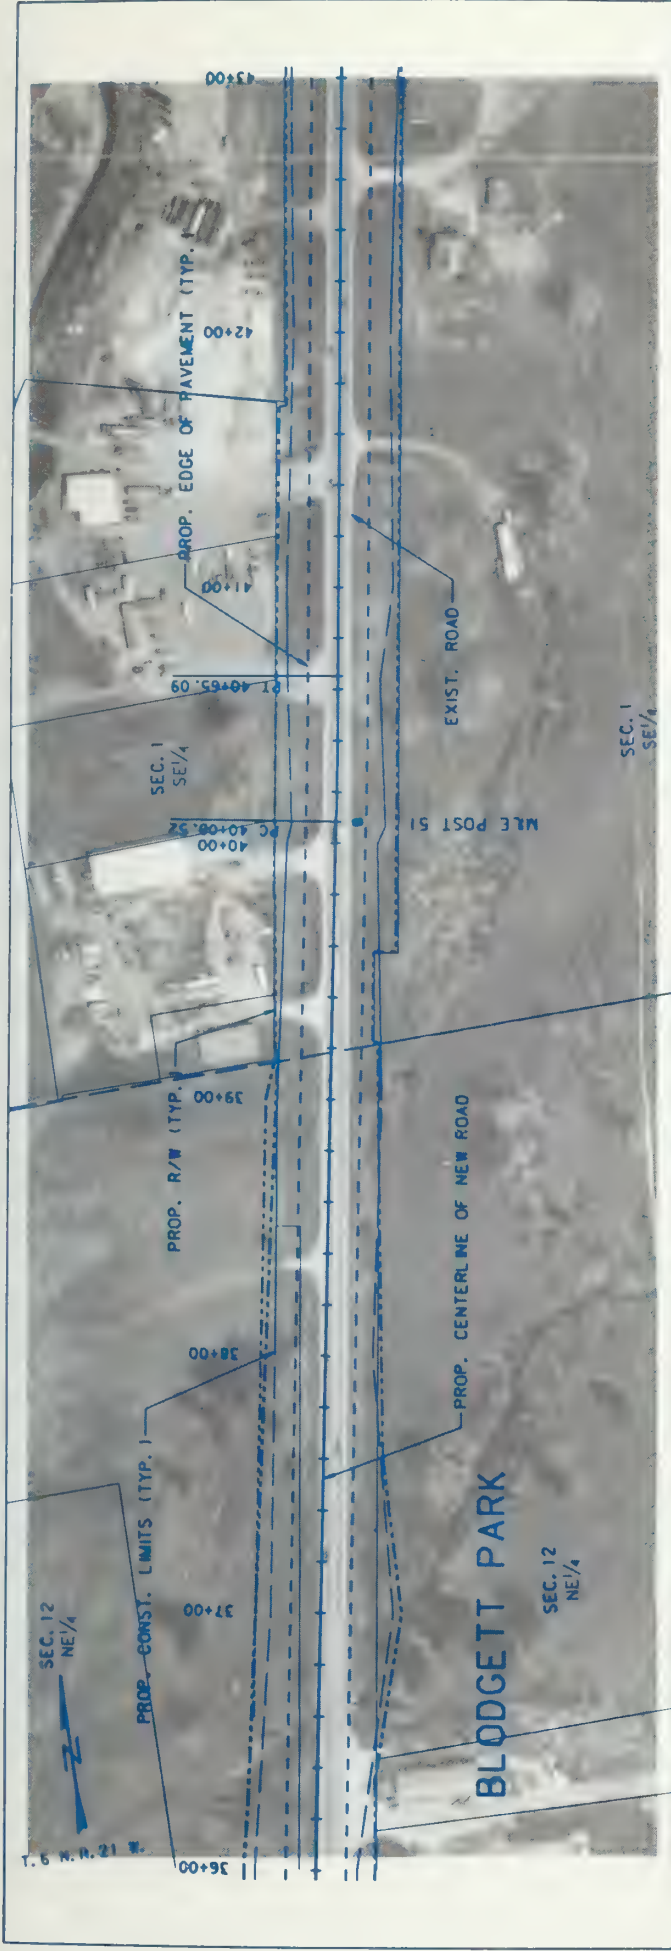 T. 6 N. R. 21 W.
SEC. 12
NE¼
N
36+00
PROP. CONST. LIMITS (TYP.)
37+00
38+00
PROP. R/W (TYP.)
39+00
40+00
PC 40+08.52
SEC. 1
SE¼
PT 40+65.09
41+00
PROP. EDGE OF PAVEMENT (TYP.)
42+00
43+00
BLODGETT PARK
SEC. 12
NE¼
PROP. CENTERLINE OF NEW ROAD
MILE POST 51
EXIST. ROAD
SEC. 1
SE¼